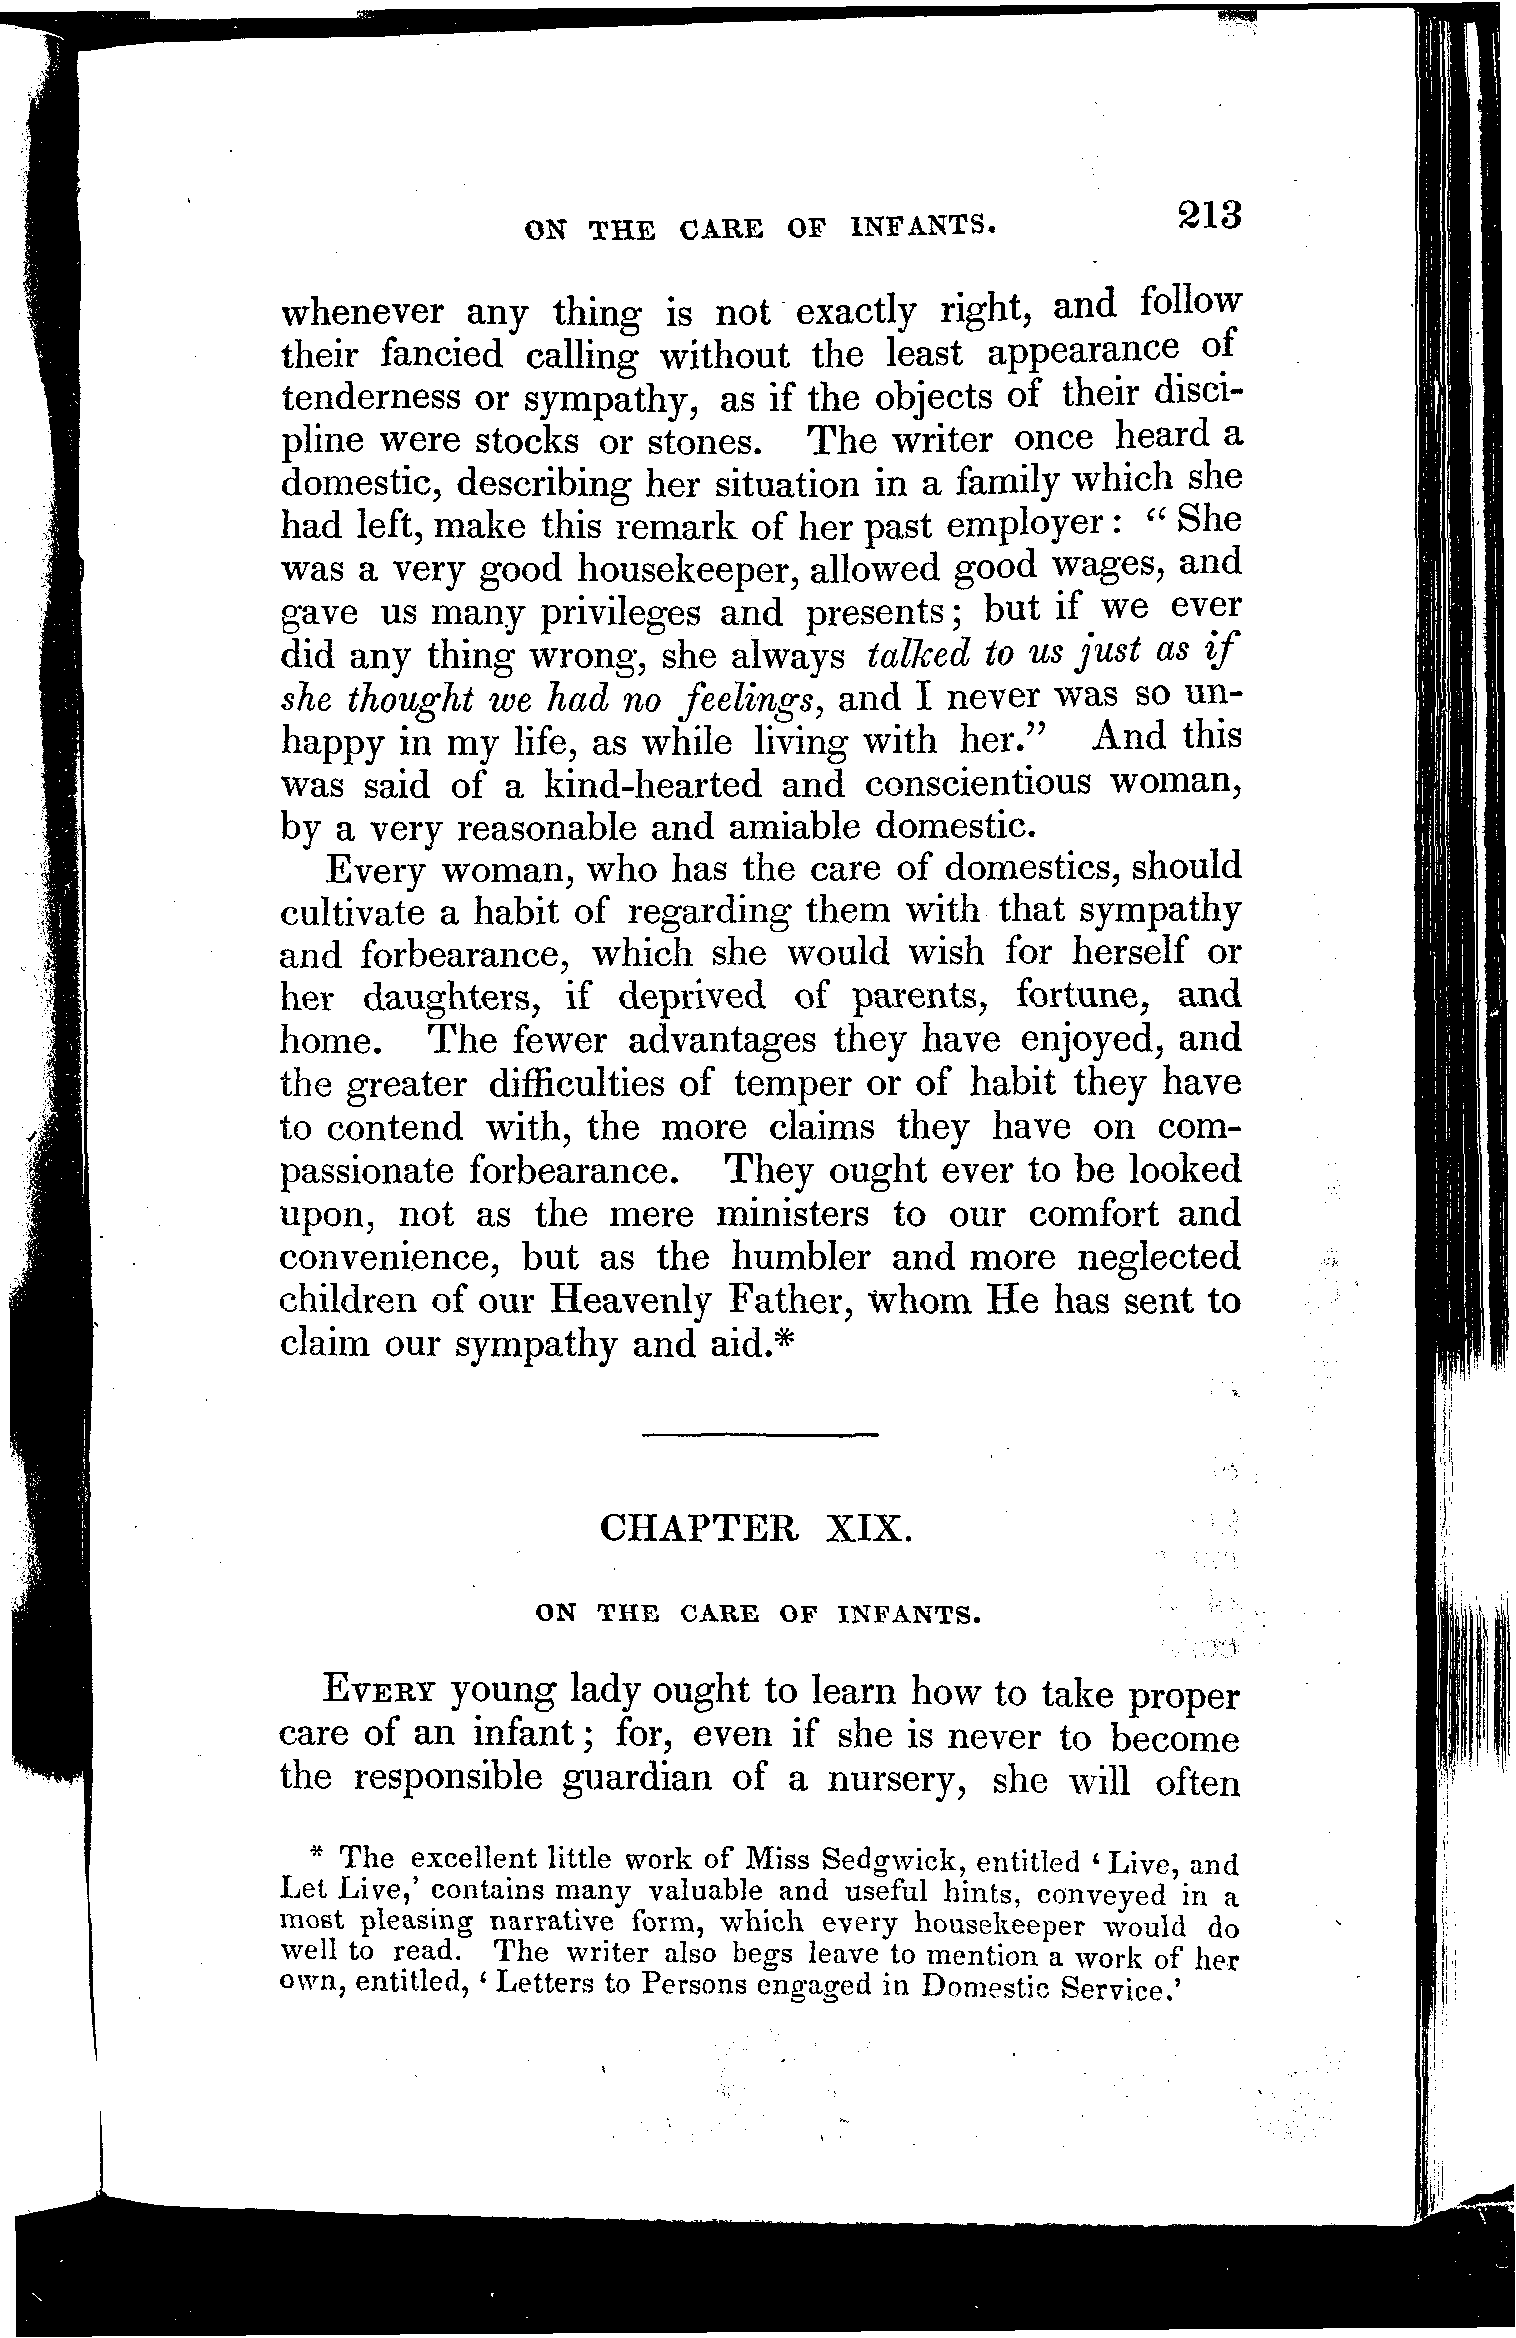 ON THE CARE OF INFANTS. 213
whenever any thing is not exactly right, and follow
their fancied calling without the least appearance of
tenderness or sympathy, as if the objects of their disci-
pline were stocks or stones. The writer once heard a
domestic, describing her situation in a family which she
had left, make this remark of her past employer: “ She
was a very good housekeeper, allowed good wages, and
gave us many privileges and presents; but if we ever
did any thing wrong, she always talked to us just as if
she thought we had no feelings, and I never was so un-
happy in my life, as while living with her.” And this
was said of a kind-hearted and conscientious woman,
by a very reasonable and amiable domestic.
Every woman, who has the care of domestics, should
cultivate a habit of regarding them with that sympathy
and forbearance, which she would wish for herself or
her daughters, if deprived of parents, fortune, and
home. The fewer advantages they have enjoyed, and
the greater difficulties of temper or of habit they have
to contend with, the more claims they have on com-
passionate forbearance. They ought ever to be looked
upon, not as the mere ministers to our comfort and
convenience, but as the humbler and more neglected
children of our Heavenly Father, whom He has sent to
claim our sympathy and aid.*
CHAPTER XIX.
ON THE CARE OF INFANTS.
EVERY young lady ought to learn how to take proper
care of an infant; for, even if she is never to become
the responsible guardian of a nursery, she will often
* The excellent little work of Miss Sedgwick, entitled ‘ Live, and
Let Live,’ contains many valuable and useful hints, conveyed in a
most pleasing narrative form, which every housekeeper would do
well to read. The writer also begs leave to mention a work of her
own, entitled, ‘ Letters to Persons engaged in Domestic Service.’